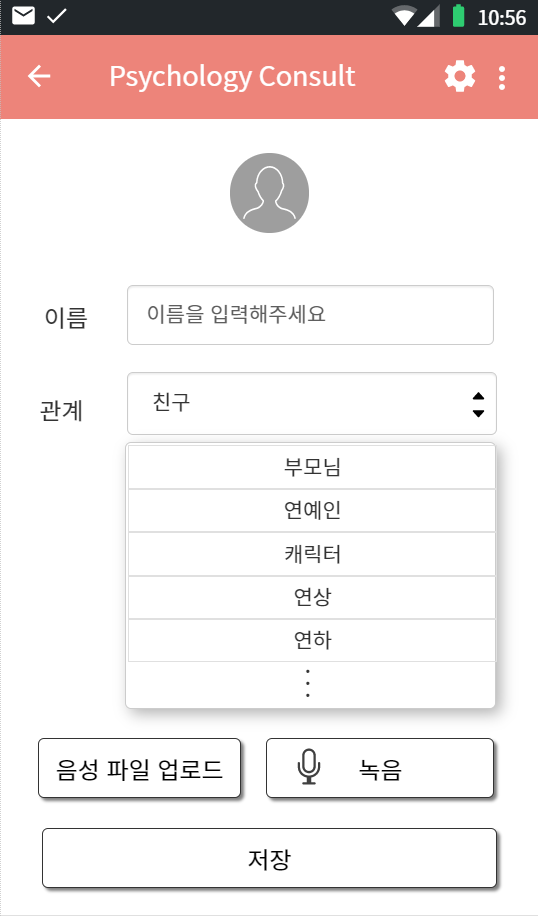 10:56
Psychology Consult
이름
이름을 입력해주세요
관계
친구
부모님
연예인
캐릭터
연상
연하
음성 파일 업로드
녹음
저장